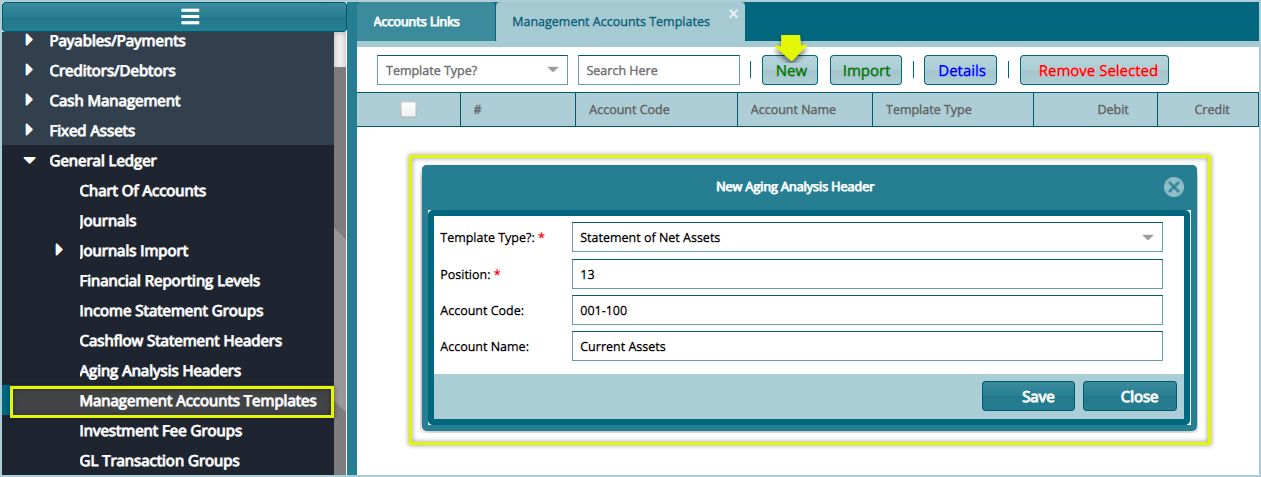 Payables/Payments
Creditors/Debtors
Cash Management
Fixed Assets
General Ledger
Chart Of Accounts
Journals
Journals Import
Financial Reporting Levels
Income Statement Groups
Cashflow Statement Headers
Aging Analysis Headers
Management Accounts Templates
Investment Fee Groups
GL Transaction Groups
Accounts Links
Management Accounts Templates
Template Type?
Search Here
New
Import
Details
Remove Selected
# Account Code Account Name Template Type Debit Credit
New Aging Analysis Header
Template Type?: * Statement of Net Assets
Position: * 13
Account Code: 001-100
Account Name: Current Assets
Save Close